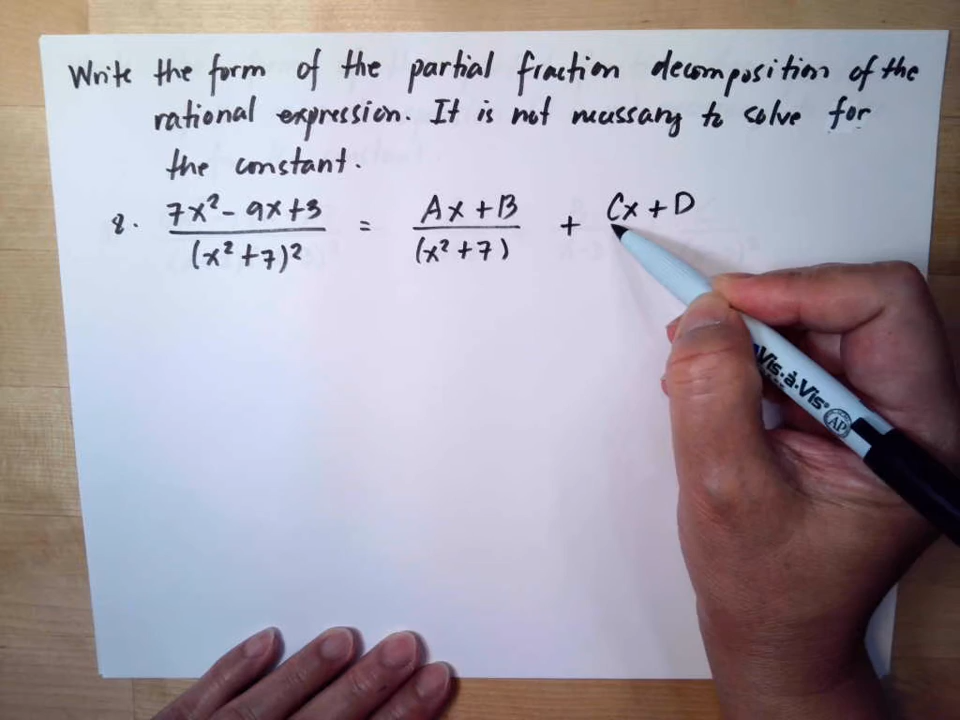 Write the form of the partial fraction decomposition of the
rational expression. It is not necessary to solve for
the constant.
8. 7x² - 9x + 3 / (x² + 7)² = Ax + B / (x² + 7) + Cx + D
Vis·à·Vis®
AP